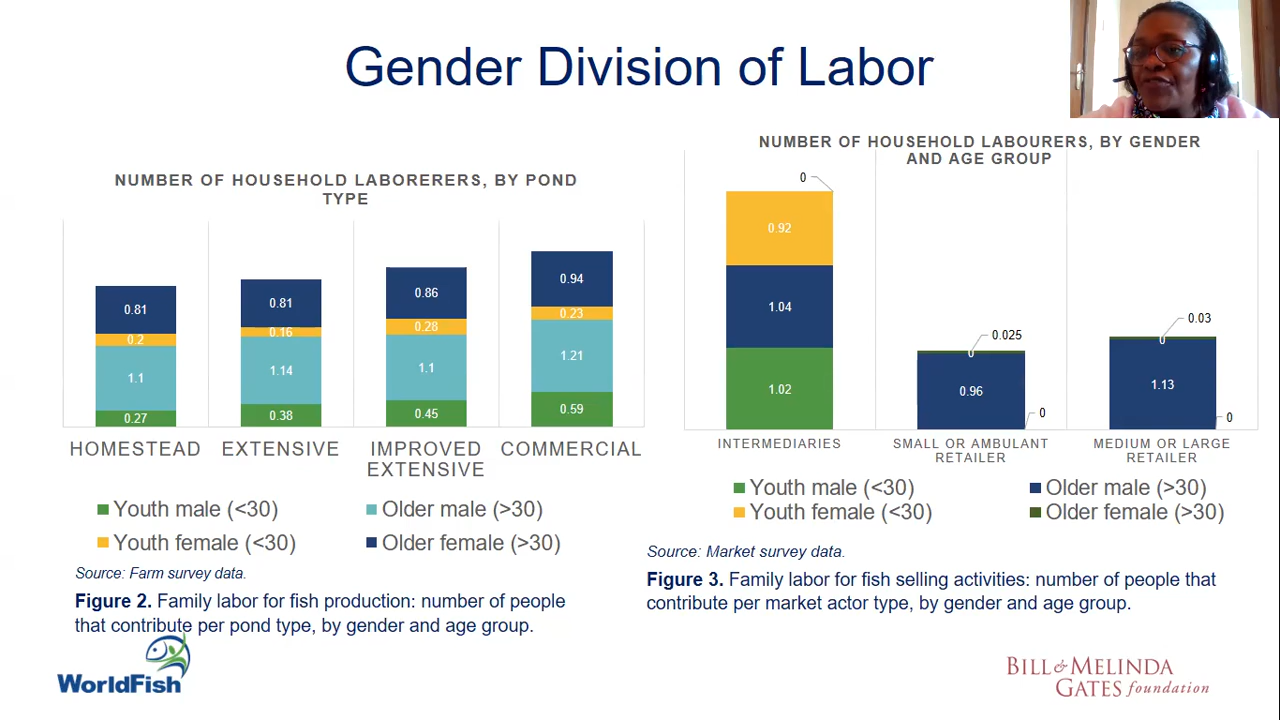 Gender Division of Labor
NUMBER OF HOUSEHOLD LABORERERS, BY POND
TYPE
0.81
0.2
1.1
0.27
0.81
0.16
1.14
0.38
0.86
0.28
1.1
0.45
0.94
0.23
1.21
0.59
HOMESTEAD
EXTENSIVE
IMPROVED
EXTENSIVE
COMMERCIAL
Youth male (<30)
Older male (>30)
Youth female (<30)
Older female (>30)
Source: Farm survey data.
Figure 2. Family labor for fish production: number of people
that contribute per pond type, by gender and age group.
NUMBER OF HOUSEHOLD LABOURERS, BY GENDER
AND AGE GROUP
0
0.92
1.04
1.02
0.025
0
0.96
0
0.03
0
1.13
0
INTERMEDIARIES
SMALL OR AMBULANT
RETAILER
MEDIUM OR LARGE
RETAILER
Youth male (<30)
Older male (>30)
Youth female (<30)
Older female (>30)
Source: Market survey data.
Figure 3. Family labor for fish selling activities: number of people that
contribute per market actor type, by gender and age group.
WorldFish
BILL & MELINDA
GATES foundation